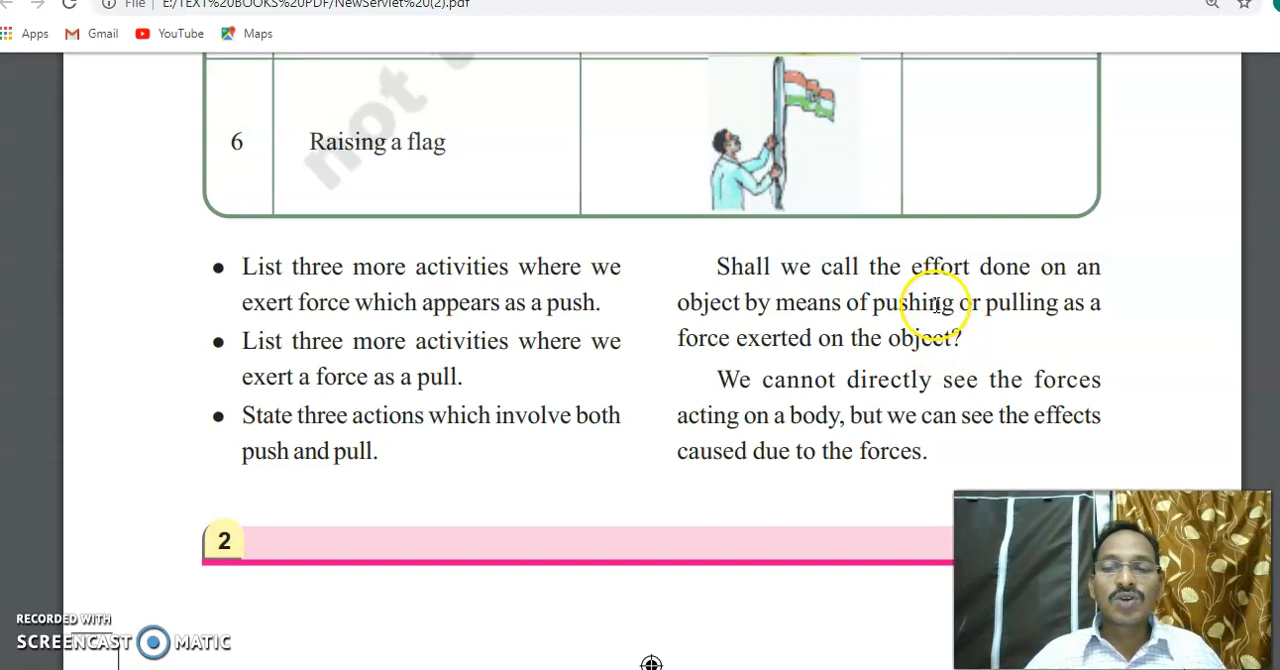 File
E:/TEXT%20BOOKS%20PDF/NewServlet%20(2).pdf
Apps
Gmail
YouTube
Maps
not
6
Raising a flag
● List three more activities where we
exert force which appears as a push.
● List three more activities where we
exert a force as a pull.
● State three actions which involve both
push and pull.
Shall we call the effort done on an
object by means of pushing or pulling as a
force exerted on the object?
We cannot directly see the forces
acting on a body, but we can see the effects
caused due to the forces.
2
RECORDED WITH
SCREENCAST MATIC